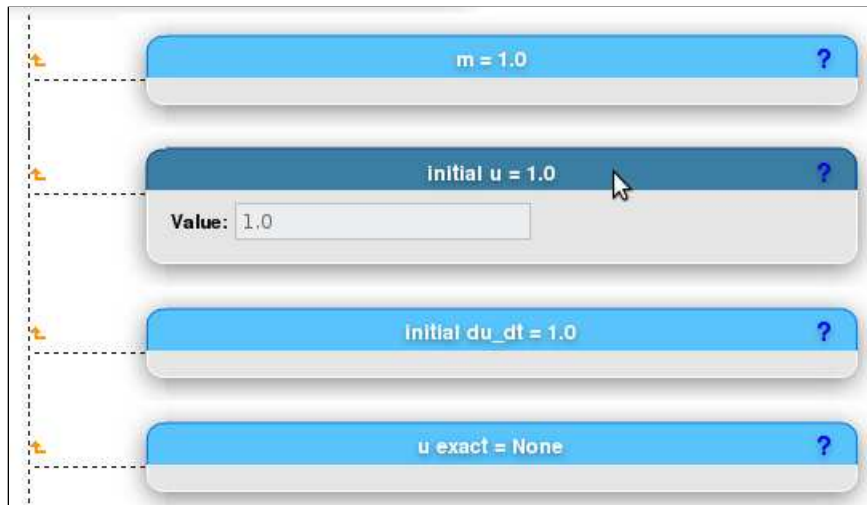 m = 1.0 ?
initial u = 1.0 ?
Value: 1.0
initial du_dt = 1.0 ?
u exact = None ?